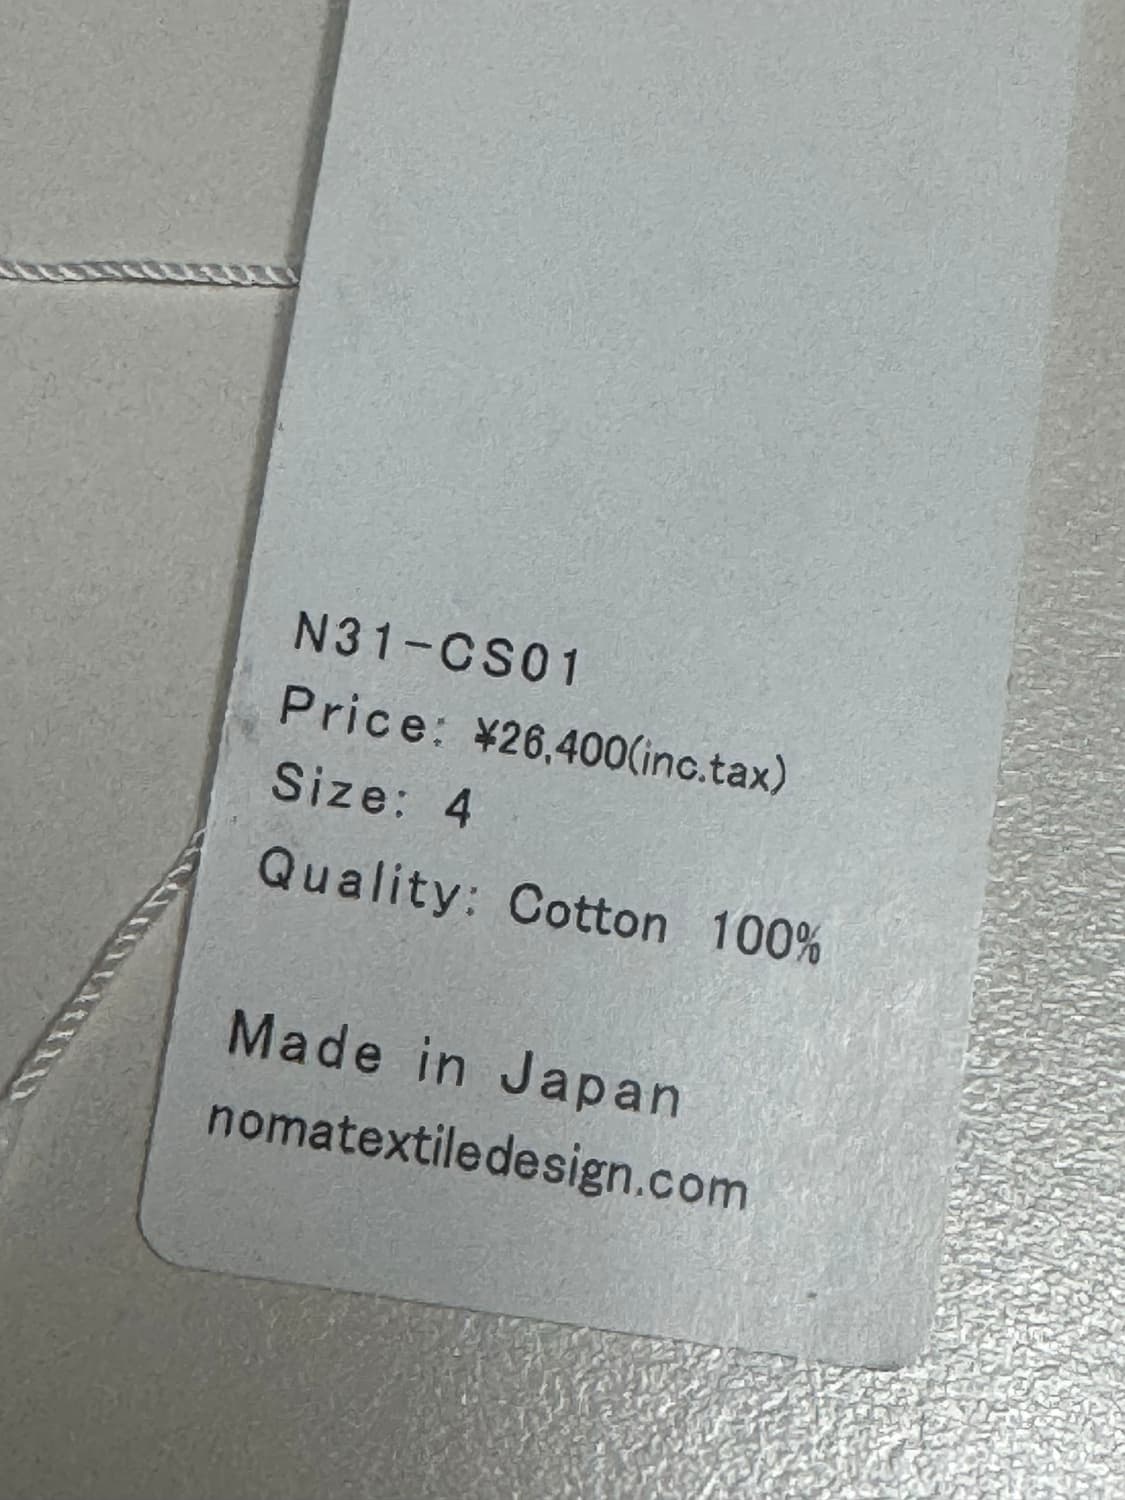 N31-CS01
Price: ¥26,400(inc.tax)
Size: 4
Quality: Cotton 100%
Made in Japan
nomatextiledesign.com